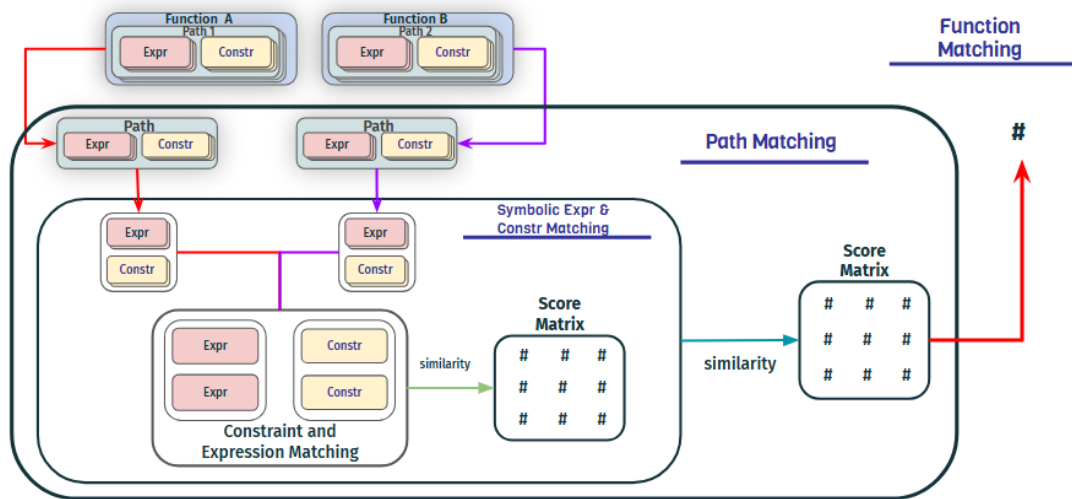 Function A
Path 1
Expr
Constr
Function B
Path 2
Expr
Constr
Function
Matching
Path
Expr
Constr
Path
Expr
Constr
Path Matching
#
Symbolic Expr &
Constr Matching
Expr
Constr
Expr
Constr
Expr
Expr
Constr
Constr
Constraint and
Expression Matching
similarity
Score
Matrix
# # #
# # #
# # #
similarity
Score
Matrix
# # #
# # #
# # #